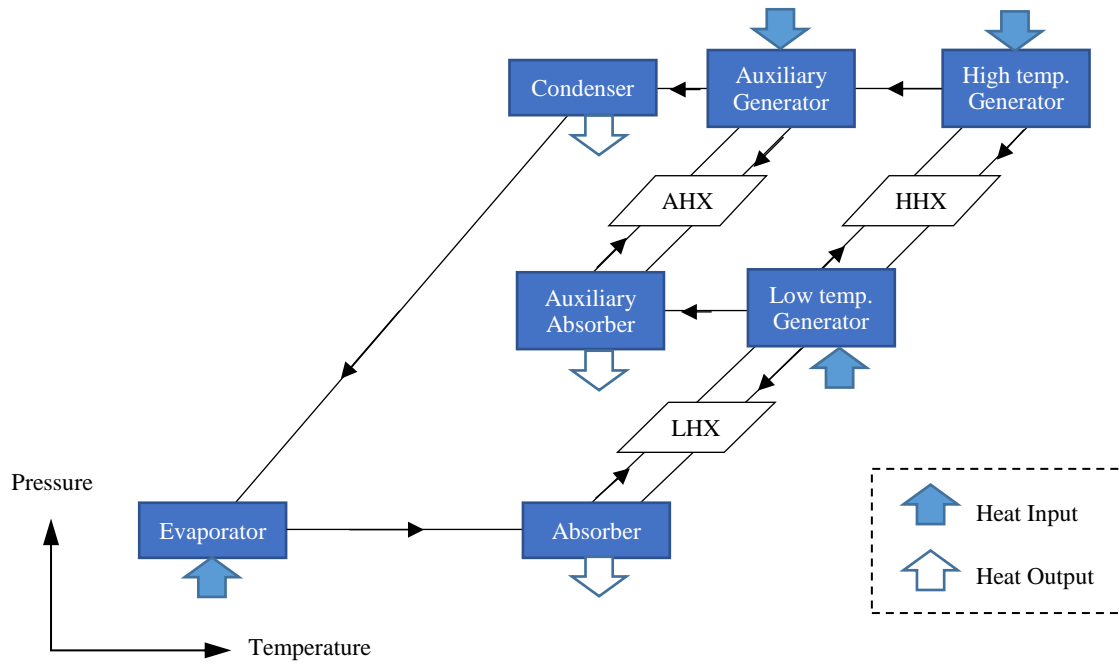 Condenser
Auxiliary
Generator
High temp.
Generator
AHX
HHX
Auxiliary
Absorber
Low temp.
Generator
LHX
Pressure
Evaporator
Absorber
Heat Input
Heat Output
Temperature